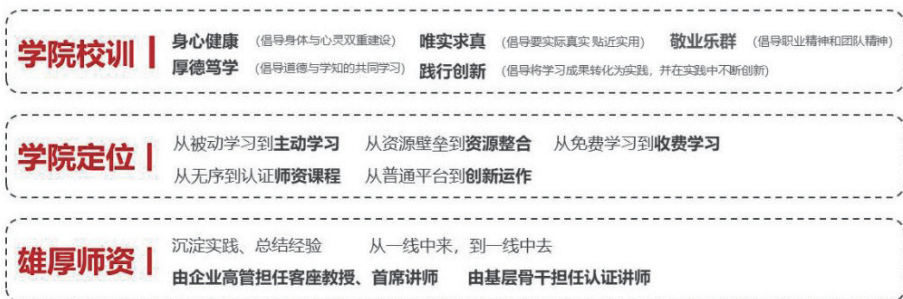 学院校训
身心健康 (倡导身体与心灵双重建设) 唯实求真 (倡导要实际真实贴近实用) 敬业乐群 (倡导职业精神和团队精神)
厚德笃学 (倡导道德与学知的共同学习) 践行创新 (倡导将学习成果转化为实践，并在实践中不断创新)
学院定位
从被动学习到主动学习 从资源壁垒到资源整合 从免费学习到收费学习
从无序到认证师资课程 从普通平台到创新运作
雄厚师资
沉淀实践、总结经验 从一线中来，到一线中去
由企业高管担任客座教授、首席讲师 由基层骨干担任认证讲师